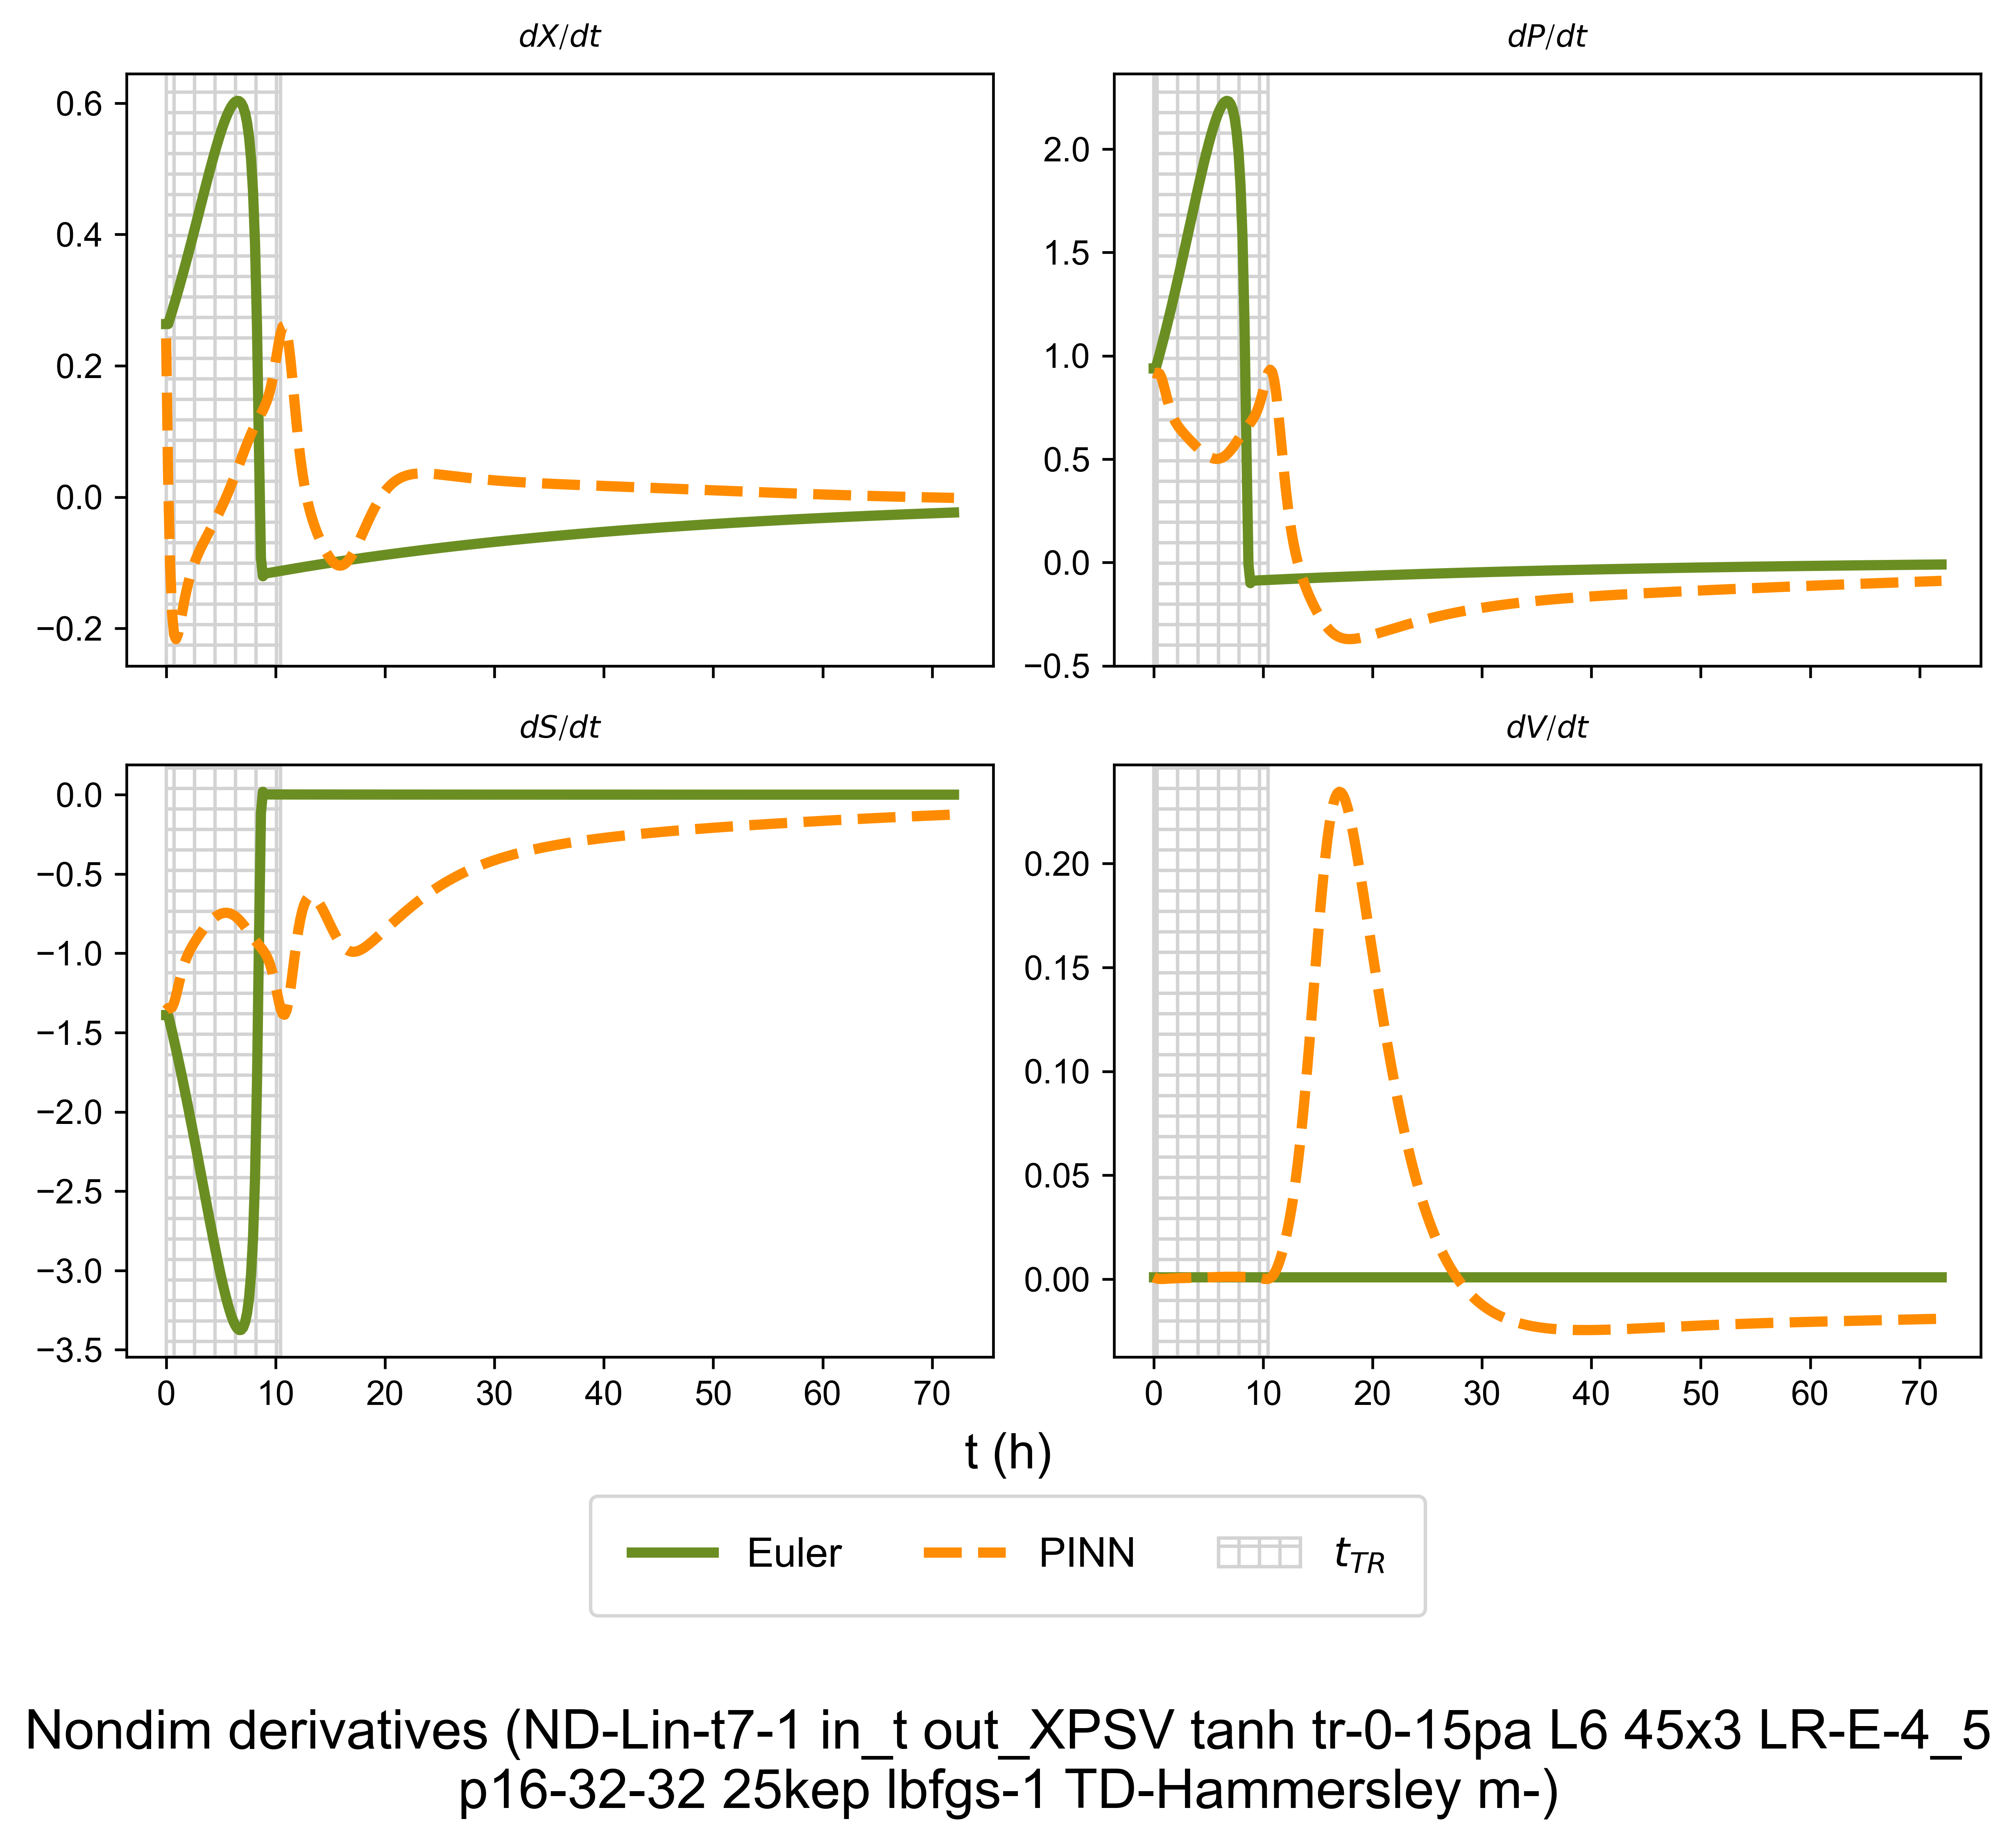 dX/dt
dP/dt
0.6
0.4
0.2
0.0
−0.2
2.0
1.5
1.0
0.5
0.0
−0.5
dS/dt
dV/dt
0.0
−0.5
−1.0
−1.5
−2.0
−2.5
−3.0
−3.5
0.20
0.15
0.10
0.05
0.00
0 10 20 30 40 50 60 70
0 10 20 30 40 50 60 70
t (h)
Euler PINN t_TR
Nondim derivatives (ND-Lin-t7-1 in_t out_XPSV tanh tr-0-15pa L6 45x3 LR-E-4_5
p16-32-32 25kep lbfgs-1 TD-Hammersley m-)